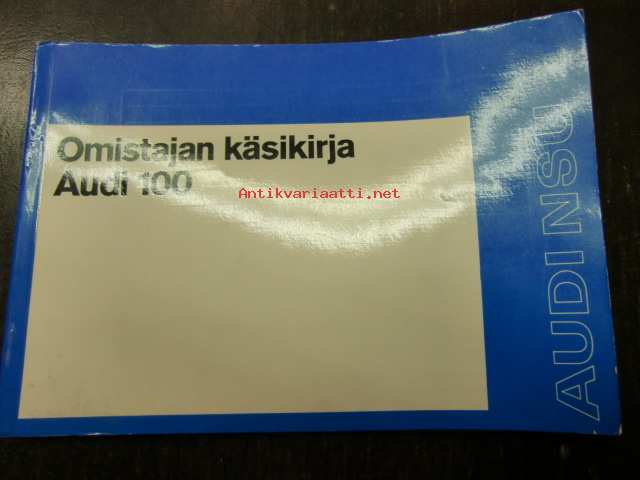 Omistajan käsikirja
Audi 100
Antikvariaatti.net
AUDI NSU